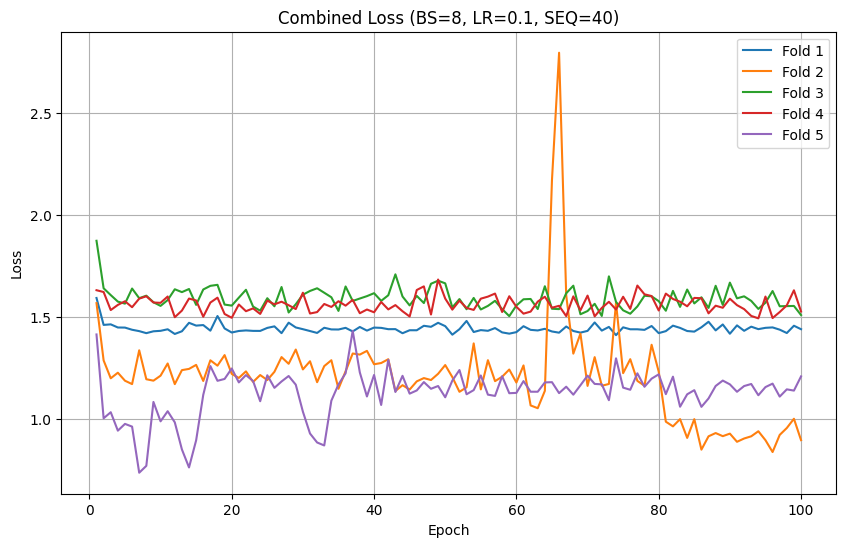 Combined Loss (BS=8, LR=0.1, SEQ=40)
Fold 1
Fold 2
Fold 3
Fold 4
Fold 5
2.5
2.0
1.5
1.0
Loss
0 20 40 60 80 100
Epoch